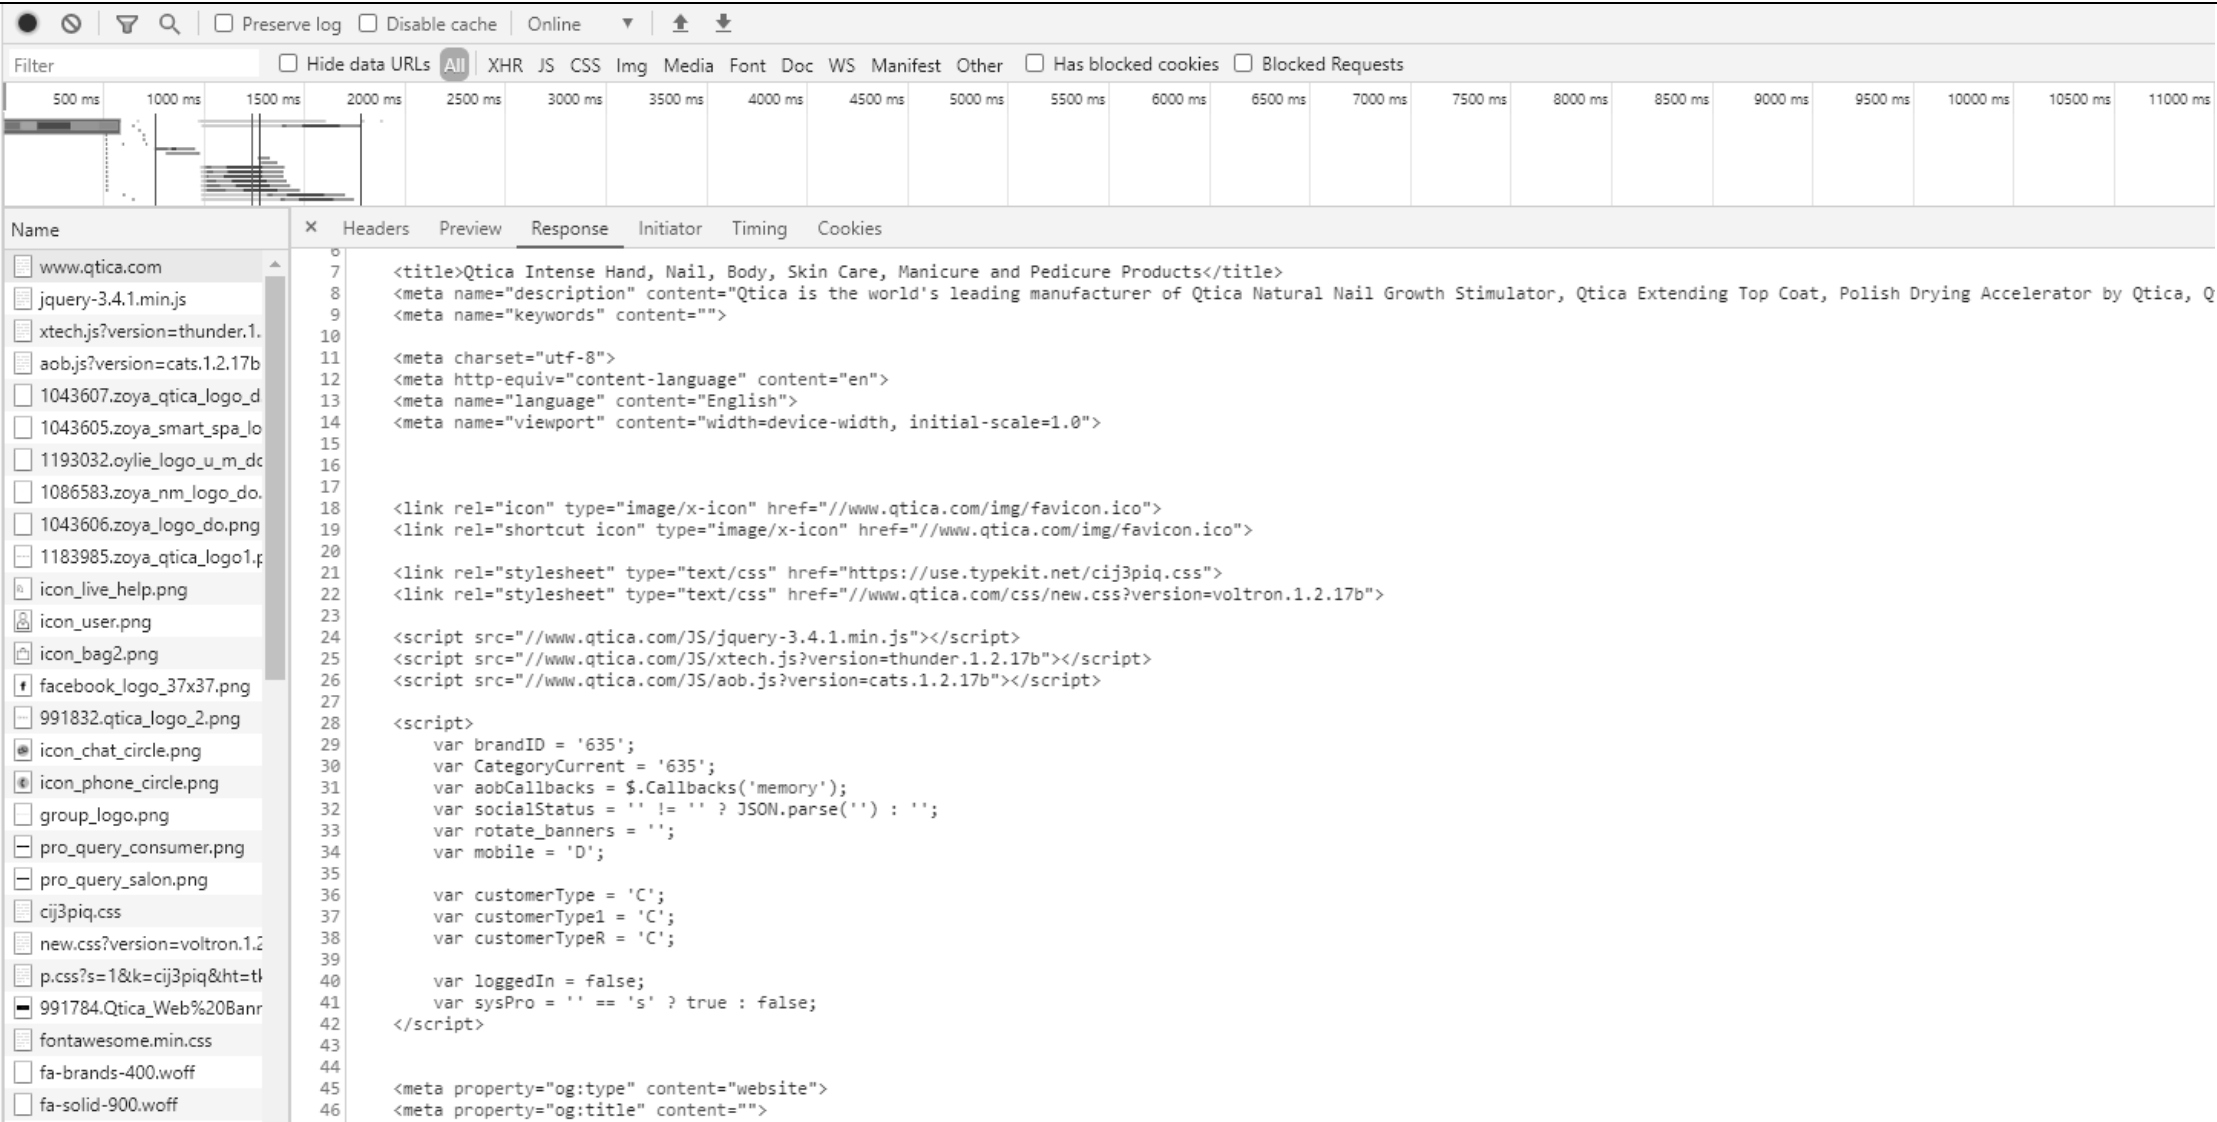 Preserve log Disable cache Online
Filter Hide data URLs All XHR JS CSS Img Media Font Doc WS Manifest Other Has blocked cookies Blocked Requests
500 ms 1000 ms 1500 ms 2000 ms 2500 ms 3000 ms 3500 ms 4000 ms 4500 ms 5000 ms 5500 ms 6000 ms 6500 ms 7000 ms 7500 ms 8000 ms 8500 ms 9000 ms 9500 ms 10000 ms 10500 ms 11000 ms
Name
www.qtica.com
jquery-3.4.1.min.js
xtech.js?version=thunder.1.
aob.js?version=cats.1.2.17b
1043607.zoya_qtica_logo_d
1043605.zoya_smart_spa_lo
1193032.oylie_logo_u_m_dc
1086583.zoya_nm_logo_do.
1043606.zoya_logo_do.png
1183985.zoya_qtica_logo1.p
icon_live_help.png
icon_user.png
icon_bag2.png
facebook_logo_37x37.png
991832.qtica_logo_2.png
icon_chat_circle.png
icon_phone_circle.png
group_logo.png
pro_query_consumer.png
pro_query_salon.png
cij3piq.css
new.css?version=voltron.1.2
p.css?s=1&k=cij3piq&ht=tk
991784.Qtica_Web%20Banr
fontawesome.min.css
fa-brands-400.woff
fa-solid-900.woff
× Headers Preview Response Initiator Timing Cookies
6
7 <title>Qtica Intense Hand, Nail, Body, Skin Care, Manicure and Pedicure Products</title>
8 <meta name="description" content="Qtica is the world's leading manufacturer of Qtica Natural Nail Growth Stimulator, Qtica Extending Top Coat, Polish Drying Accelerator by Qtica, Q
9 <meta name="keywords" content="">
10
11 <meta charset="utf-8">
12 <meta http-equiv="content-language" content="en">
13 <meta name="language" content="English">
14 <meta name="viewport" content="width=device-width, initial-scale=1.0">
15
16
17
18 <link rel="icon" type="image/x-icon" href="//www.qtica.com/img/favicon.ico">
19 <link rel="shortcut icon" type="image/x-icon" href="//www.qtica.com/img/favicon.ico">
20
21 <link rel="stylesheet" type="text/css" href="https://use.typekit.net/cij3piq.css">
22 <link rel="stylesheet" type="text/css" href="//www.qtica.com/css/new.css?version=voltron.1.2.17b">
23
24 <script src="//www.qtica.com/JS/jquery-3.4.1.min.js"></script>
25 <script src="//www.qtica.com/JS/xtech.js?version=thunder.1.2.17b"></script>
26 <script src="//www.qtica.com/JS/aob.js?version=cats.1.2.17b"></script>
27
28 <script>
29 var brandID = '635';
30 var CategoryCurrent = '635';
31 var aobCallbacks = $.Callbacks('memory');
32 var socialStatus = '' != '' ? JSON.parse('') : '';
33 var rotate_banners = '';
34 var mobile = 'D';
35
36 var customerType = 'C';
37 var customerType1 = 'C';
38 var customerTypeR = 'C';
39
40 var loggedIn = false;
41 var sysPro = '' == 's' ? true : false;
42 </script>
43
44
45 <meta property="og:type" content="website">
46 <meta property="og:title" content="">